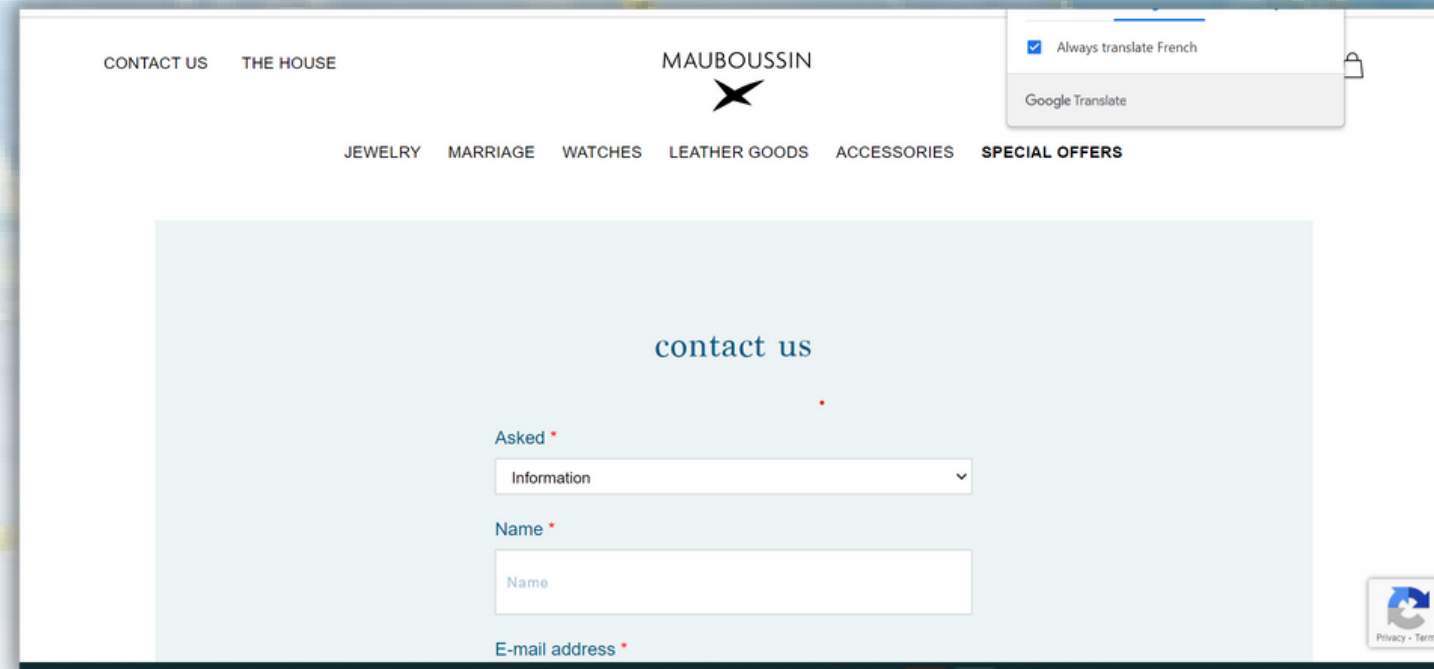 CONTACT US THE HOUSE MAUBOUSSIN
Always translate French
Google Translate
JEWELRY MARRIAGE WATCHES LEATHER GOODS ACCESSORIES SPECIAL OFFERS
contact us
*
Asked *
Information
Name *
Name
E-mail address *
Privacy -